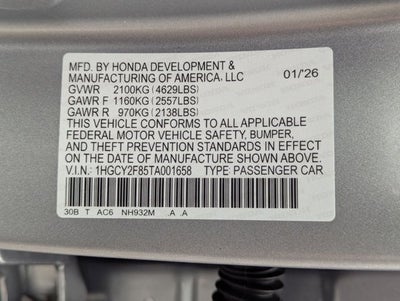 MFD. BY HONDA DEVELOPMENT &
MANUFACTURING OF AMERICA, LLC 01/'26
GVWR 2100KG (4629LBS)
GAWR F 1160KG (2557LBS)
GAWR R 970KG (2138LBS)
THIS VEHICLE CONFORMS TO ALL APPLICABLE
FEDERAL MOTOR VEHICLE SAFETY, BUMPER,
AND THEFT PREVENTION STANDARDS IN EFFECT
ON THE DATE OF MANUFACTURE SHOWN ABOVE.
V.I.N.: 1HGCY2F85TA001658 TYPE: PASSENGER CAR
30B T AC6 NH932M .A .A